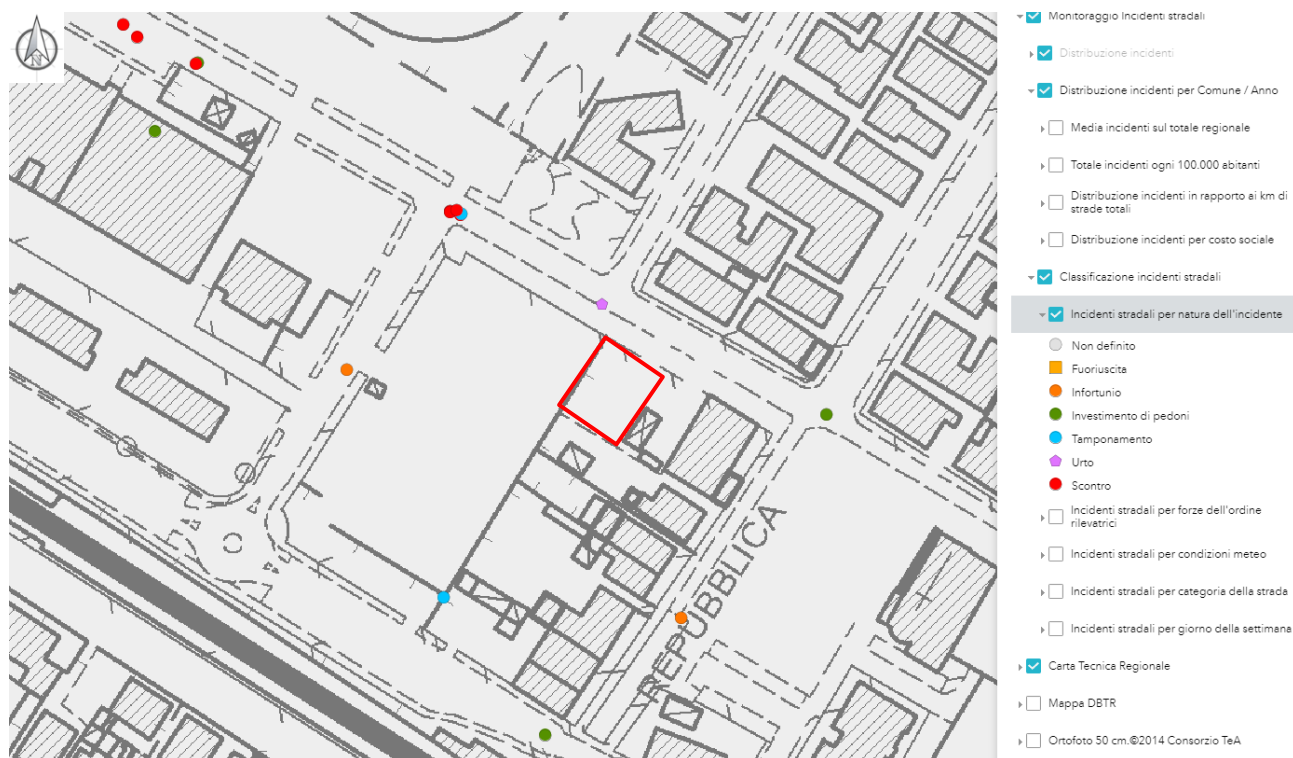 Monitoraggio Incidenti stradali
Distribuzione incidenti
Distribuzione incidenti per Comune / Anno
Media incidenti sul totale regionale
Totale incidenti ogni 100.000 abitanti
Distribuzione incidenti in rapporto ai km di
strade totali
Distribuzione incidenti per costo sociale
Classificazione incidenti stradali
Incidenti stradali per natura dell'incidente
Non definito
Fuoriuscita
Infortunio
Investimento di pedoni
Tamponamento
Urto
Scontro
Incidenti stradali per forze dell'ordine
rilevatrici
Incidenti stradali per condizioni meteo
Incidenti stradali per categoria della strada
Incidenti stradali per giorno della settimana
Carta Tecnica Regionale
Mappa DBTR
Ortofoto 50 cm.©2014 Consorzio TeA
REPUBBLICA